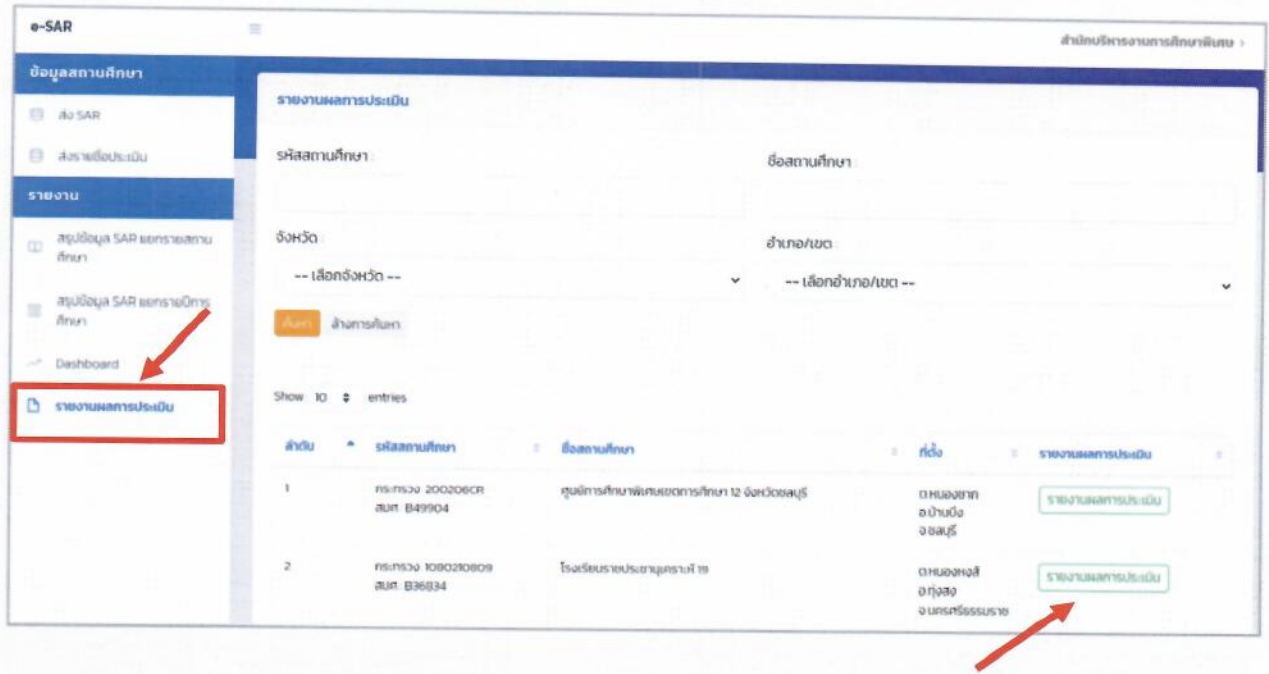 e-SAR
สำนักบริหารงานการศึกษาพิเศษ >
ข้อมูลสถานศึกษา
ส่ง SAR
ส่งรายชื่อประเมิน
รายงาน
สรุปข้อมูล SAR แยกรายสถาน
ศึกษา
สรุปข้อมูล SAR แยกรายปีการ
ศึกษา
Dashboard
รายงานผลการประเมิน
รายงานผลการประเมิน
รหัสถานศึกษา :
ชื่อสถานศึกษา :
จังหวัด :
อำเภอ/เขต :
-- เลือกจังหวัด --
-- เลือกอำเภอ/เขต --
ค้นหา ล้างการค้นหา
Show 10 entries
ลำดับ รหัสถานศึกษา ชื่อสถานศึกษา ที่ตั้ง รายงานผลการประเมิน
1 กระทรวง 200206CR ศูนย์การศึกษาพิเศษเขตการศึกษา 12 จังหวัดชลบุรี ต.หนองชาก รายงานผลการประเมิน
สมศ. B49904 อ.บ้านบึง
จ.ชลบุรี
2 กระทรวง 1080210809 โรงเรียนราชประชานุเคราะห์ 19 ต.หนองหงส์ รายงานผลการประเมิน
สมศ. B36834 อ.ทุ่งสง
จ.นครศรีธรรมราช